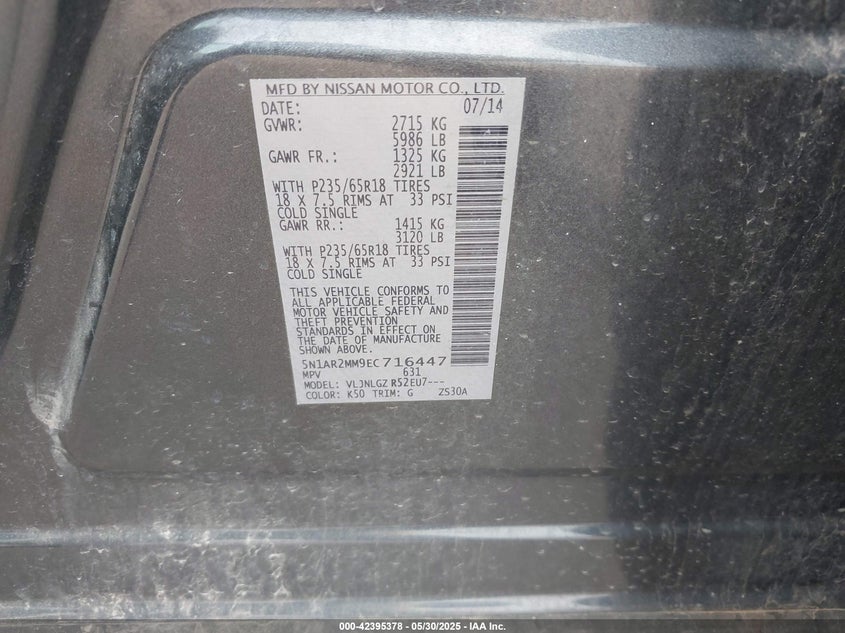 MFD BY NISSAN MOTOR CO., LTD.
DATE: 07/14
GVWR: 2715 KG
5986 LB
GAWR FR.: 1325 KG
2921 LB
WITH P235/65R18 TIRES
18 X 7.5 RIMS AT 33 PSI
COLD SINGLE
GAWR RR.: 1415 KG
3120 LB
WITH P235/65R18 TIRES
18 X 7.5 RIMS AT 33 PSI
COLD SINGLE
THIS VEHICLE CONFORMS TO
ALL APPLICABLE FEDERAL
MOTOR VEHICLE SAFETY AND
THEFT PREVENTION
STANDARDS IN EFFECT ON
THE DATE OF MANUFACTURE
SHOWN ABOVE.
5N1AR2MM9EC716447
MPV 631
MODEL: VLJNLGZ R52EU7---
COLOR: K50 TRIM: G ZS30A
000-42395378 — 05/30/2025 — IAA Inc.